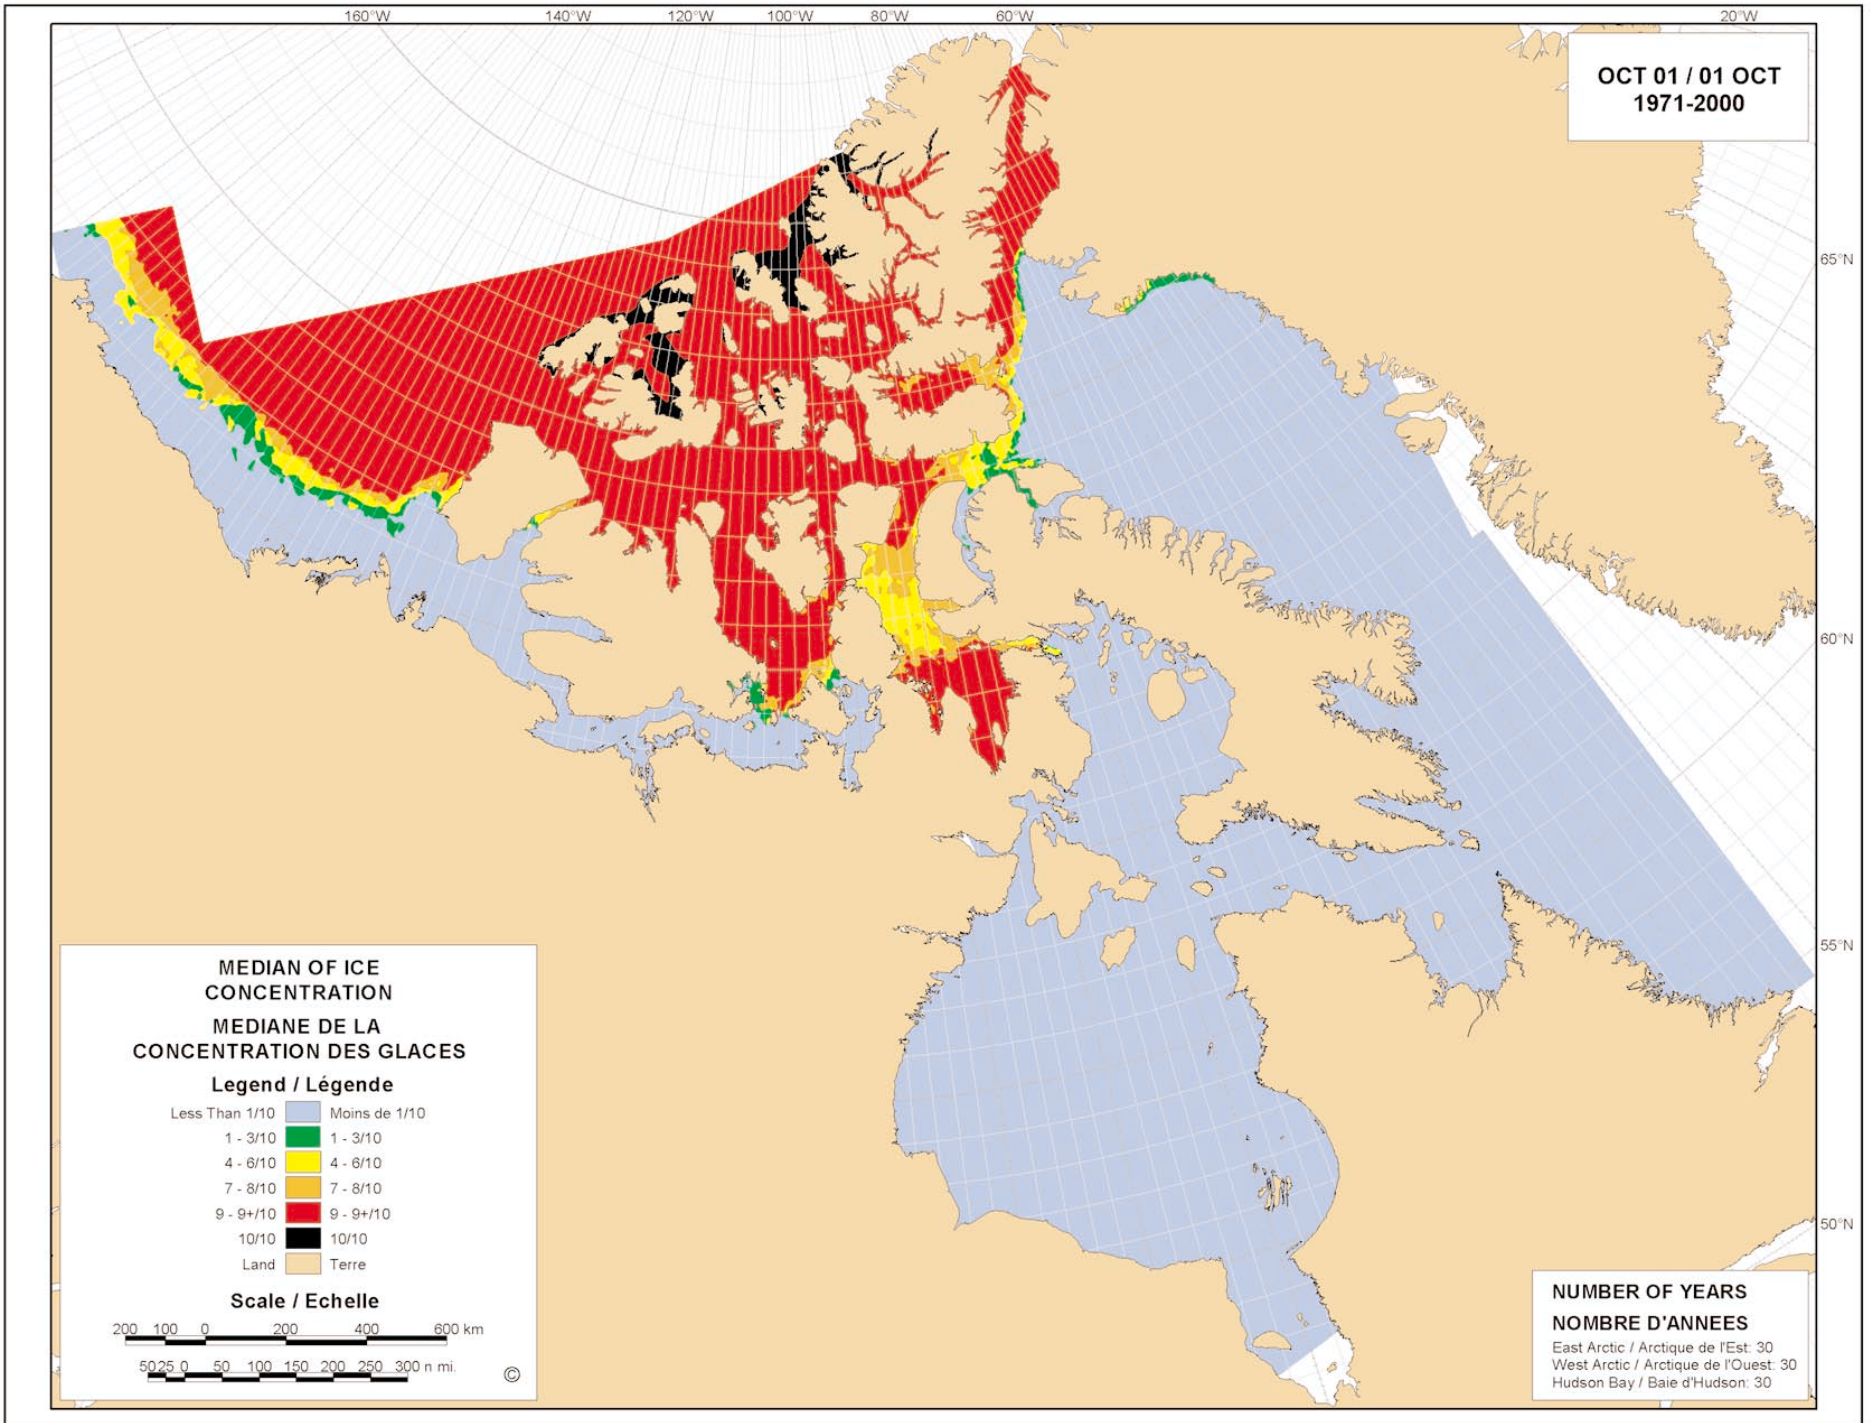 160°W 140°W 120°W 100°W 80°W 60°W 20°W
OCT 01 / 01 OCT
1971-2000
65°N
60°N
55°N
50°N
MEDIAN OF ICE
CONCENTRATION
MEDIANE DE LA
CONCENTRATION DES GLACES
Legend / Légende
Less Than 1/10 Moins de 1/10
1 - 3/10 1 - 3/10
4 - 6/10 4 - 6/10
7 - 8/10 7 - 8/10
9 - 9+/10 9 - 9+/10
10/10 10/10
Land Terre
Scale / Echelle
200 100 0 200 400 600 km
50 25 0 50 100 150 200 250 300 n mi.
©
NUMBER OF YEARS
NOMBRE D'ANNEES
East Arctic / Arctique de l'Est: 30
West Arctic / Arctique de l'Ouest: 30
Hudson Bay / Baie d'Hudson: 30